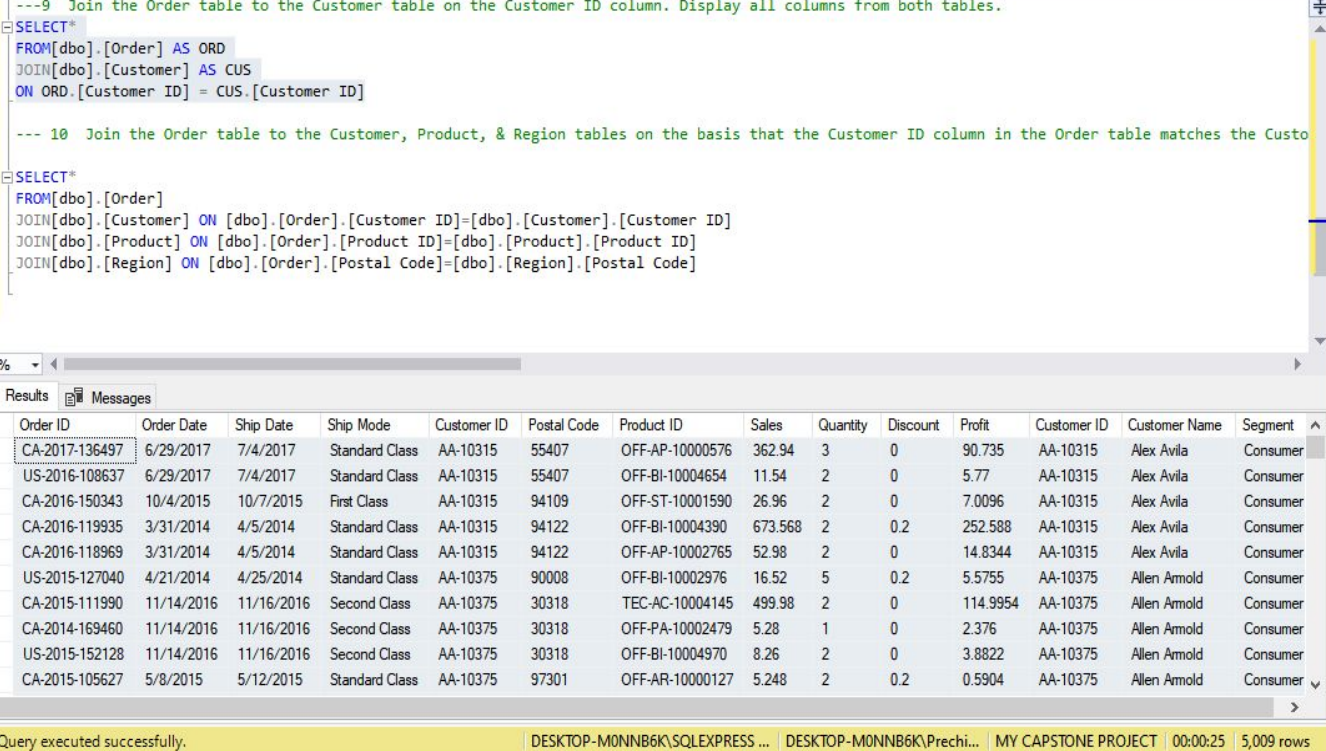 ---9 Join the Order table to the Customer table on the Customer ID column. Display all columns from both tables.
SELECT*
FROM[dbo].[Order] AS ORD
JOIN[dbo].[Customer] AS CUS
ON ORD.[Customer ID] = CUS.[Customer ID]
--- 10 Join the Order table to the Customer, Product, & Region tables on the basis that the Customer ID column in the Order table matches the Custo
SELECT*
FROM[dbo].[Order]
JOIN[dbo].[Customer] ON [dbo].[Order].[Customer ID]=[dbo].[Customer].[Customer ID]
JOIN[dbo].[Product] ON [dbo].[Order].[Product ID]=[dbo].[Product].[Product ID]
JOIN[dbo].[Region] ON [dbo].[Order].[Postal Code]=[dbo].[Region].[Postal Code]
%
Results Messages
Order ID Order Date Ship Date Ship Mode Customer ID Postal Code Product ID Sales Quantity Discount Profit Customer ID Customer Name Segment
CA-2017-136497 6/29/2017 7/4/2017 Standard Class AA-10315 55407 OFF-AP-10000576 362.94 3 0 90.735 AA-10315 Alex Avila Consumer
US-2016-108637 6/29/2017 7/4/2017 Standard Class AA-10315 55407 OFF-BI-10004654 11.54 2 0 5.77 AA-10315 Alex Avila Consumer
CA-2016-150343 10/4/2015 10/7/2015 First Class AA-10315 94109 OFF-ST-10001590 26.96 2 0 7.0096 AA-10315 Alex Avila Consumer
CA-2016-119935 3/31/2014 4/5/2014 Standard Class AA-10315 94122 OFF-BI-10004390 673.568 2 0.2 252.588 AA-10315 Alex Avila Consumer
CA-2016-118969 3/31/2014 4/5/2014 Standard Class AA-10315 94122 OFF-AP-10002765 52.98 2 0 14.8344 AA-10315 Alex Avila Consumer
US-2015-127040 4/21/2014 4/25/2014 Standard Class AA-10375 90008 OFF-BI-10002976 16.52 5 0.2 5.5755 AA-10375 Allen Armold Consumer
CA-2015-111990 11/14/2016 11/16/2016 Second Class AA-10375 30318 TEC-AC-10004145 499.98 2 0 114.9954 AA-10375 Allen Armold Consumer
CA-2014-169460 11/14/2016 11/16/2016 Second Class AA-10375 30318 OFF-PA-10002479 5.28 1 0 2.376 AA-10375 Allen Armold Consumer
US-2015-152128 11/14/2016 11/16/2016 Second Class AA-10375 30318 OFF-BI-10004970 8.26 2 0 3.8822 AA-10375 Allen Armold Consumer
CA-2015-105627 5/8/2015 5/12/2015 Standard Class AA-10375 97301 OFF-AR-10000127 5.248 2 0.2 0.5904 AA-10375 Allen Armold Consumer
Query executed successfully. DESKTOP-M0NNB6K\SQLEXPRESS ... DESKTOP-M0NNB6K\Prechi... MY CAPSTONE PROJECT 00:00:25 5,009 rows